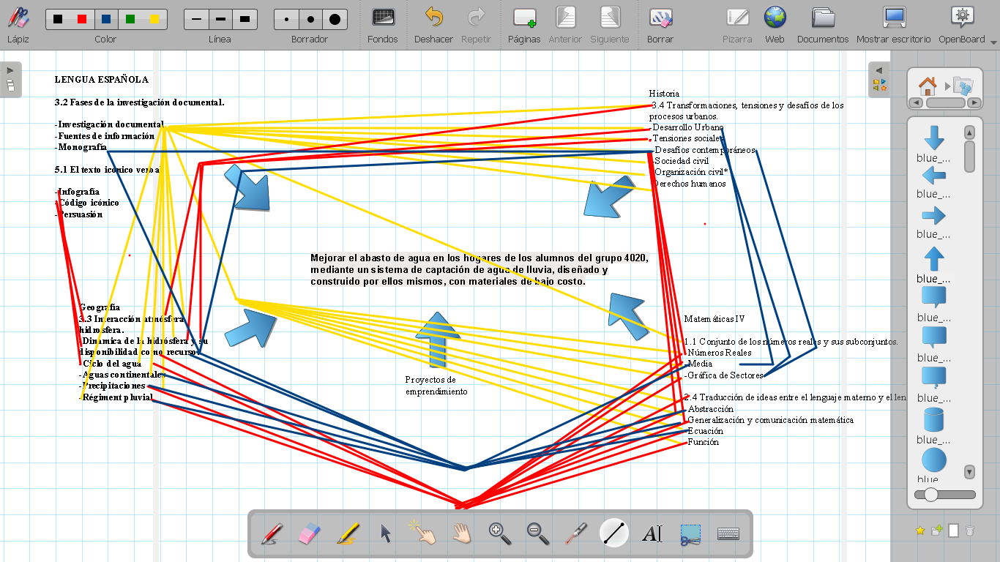 Lápiz
Color
Línea
Borrador
Fondos
Deshacer
Repetir
Páginas
Anterior
Siguiente
Borrar
Pizarra
Web
Documentos
Mostrar escritorio
OpenBoard
LENGUA ESPAÑOLA
3.2 Fases de la investigación documental.
-Investigación documental
-Fuentes de información
-Monografía
5.1 El texto icónico verbal
-Infografía
-Código icónico
-Persuasión
Historia
3.4 Transformaciones, tensiones y desafíos de los
procesos urbanos.
-Desarrollo Urbano
-Tensiones sociales
-Desafíos contemporáneos
-Sociedad civil
-Organización civil*
Derechos humanos
Mejorar el abasto de agua en los hogares de los alumnos del grupo 4020,
mediante un sistema de captación de agua de lluvia, diseñado y
construido por ellos mismos, con materiales de bajo costo.
Geografía
3.3 Interacción atmósfera
hidrosfera.
-Dinámica de la hidrósfera y su
disponibilidad como recurso.
-Ciclo del agua
-Aguas continentales
-Precipitaciones
-Régiment pluvial
Proyectos de
emprendimiento
Matemáticas IV
1.1 Conjunto de los números reales y sus subconjuntos.
-Números Reales
-Media
-Gráfica de Sectores
2.4 Traducción de ideas entre el lenguaje materno y el len
-Abstracción
-Generalización y comunicación matemática
-Ecuación
-Función
blue_...
blue_...
blue_...
blue_...
blue_...
blue_...
blue_...
blue_...
blue
AI